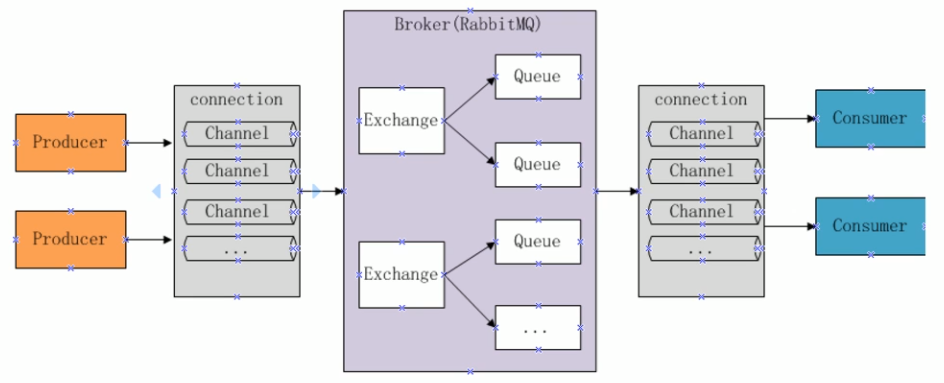 Producer
Producer
connection
Channel
Channel
Channel
...
Broker(RabbitMQ)
Exchange
Queue
Queue
Exchange
Queue
...
connection
Channel
Channel
Channel
...
Consumer
Consumer